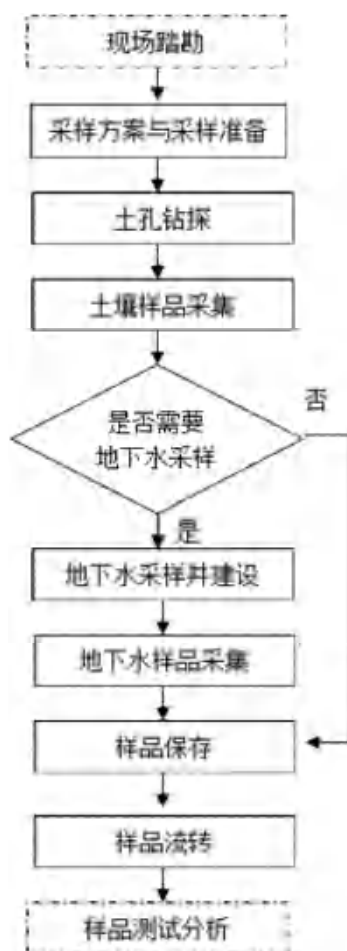 现场踏勘
采样方案与采样准备
土孔钻探
土壤样品采集
是否需要
地下水采样
否
是
地下水采样井建设
地下水样品采集
样品保存
样品流转
样品测试分析